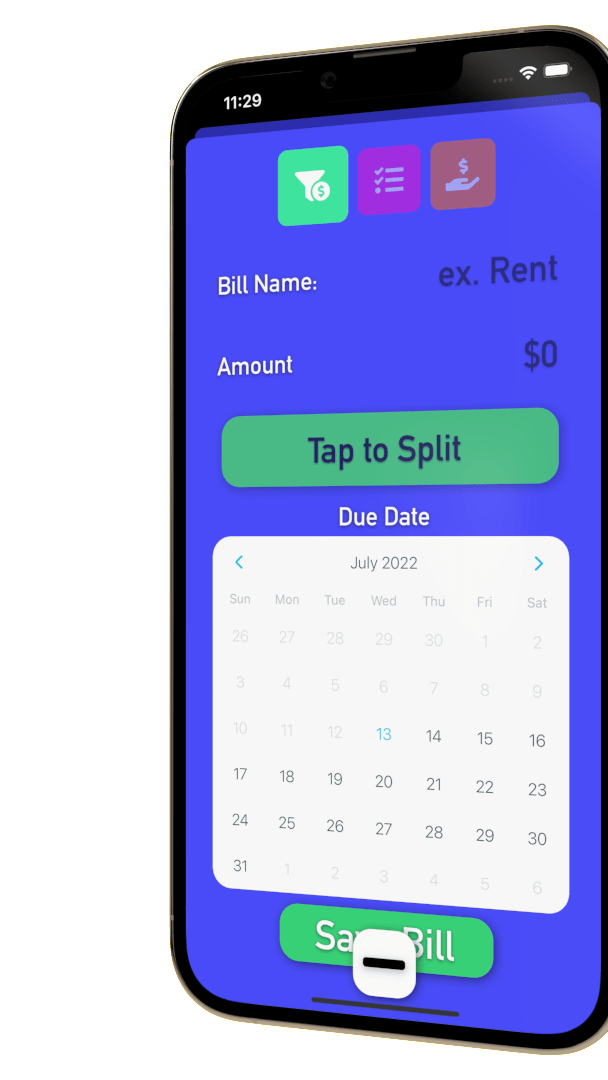 11:29
Bill Name: ex. Rent
Amount $0
Tap to Split
Due Date
July 2022
Sun Mon Tue Wed Thu Fri Sat
26 27 28 29 30 1 2
3 4 5 6 7 8 9
10 11 12 13 14 15 16
17 18 19 20 21 22 23
24 25 26 27 28 29 30
31 1 2 3 4 5 6
Bill